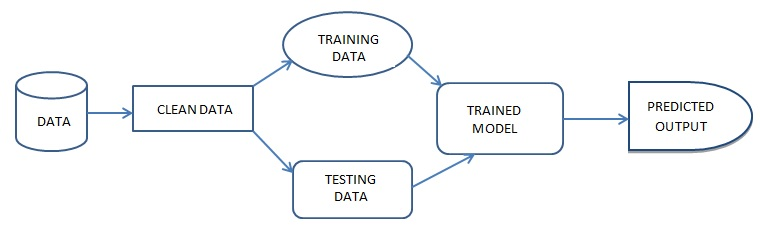 DATA
CLEAN DATA
TRAINING
DATA
TESTING
DATA
TRAINED
MODEL
PREDICTED
OUTPUT